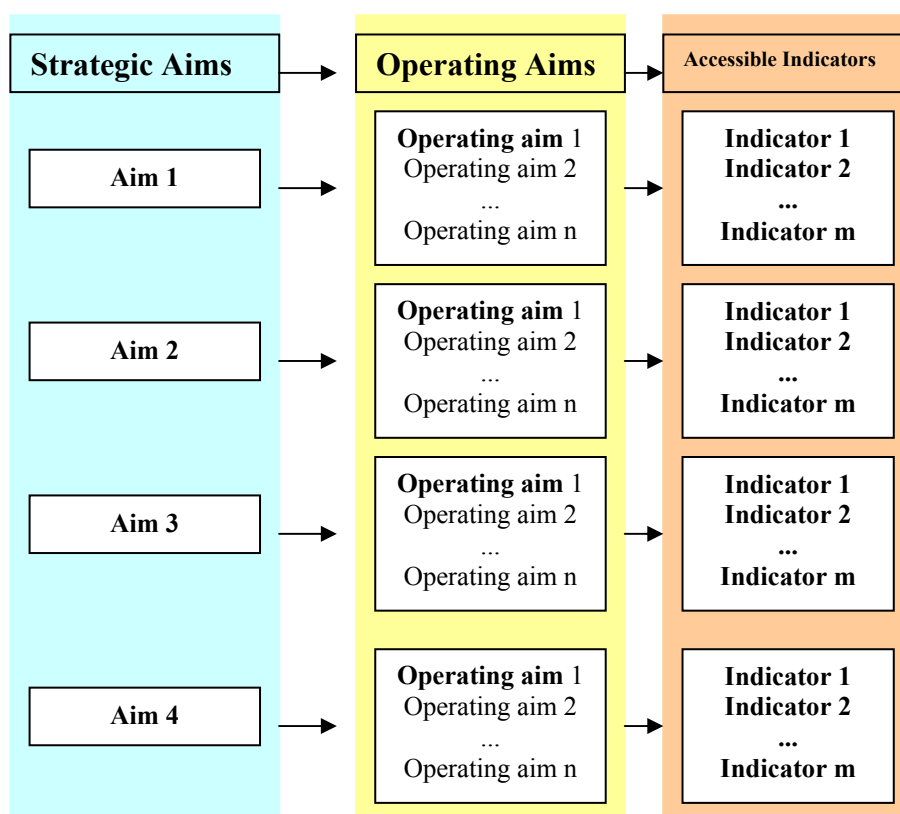 Strategic Aims
Operating Aims
Accessible Indicators
Aim 1
Operating aim 1
Operating aim 2
...
Operating aim n
Indicator 1
Indicator 2
...
Indicator m
Aim 2
Operating aim 1
Operating aim 2
...
Operating aim n
Indicator 1
Indicator 2
...
Indicator m
Aim 3
Operating aim 1
Operating aim 2
...
Operating aim n
Indicator 1
Indicator 2
...
Indicator m
Aim 4
Operating aim 1
Operating aim 2
...
Operating aim n
Indicator 1
Indicator 2
...
Indicator m